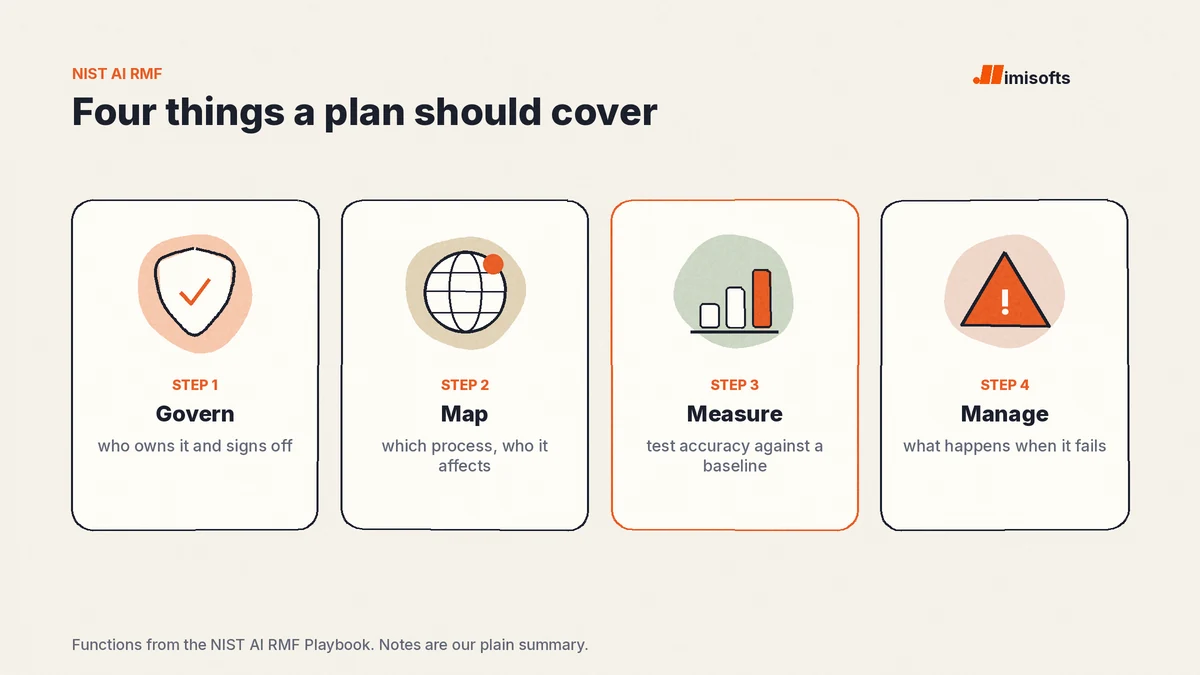 NIST AI RMF
Four things a plan should cover
imisofts
STEP 1
Govern
who owns it and signs off
STEP 2
Map
which process, who it
affects
STEP 3
Measure
test accuracy against a
baseline
STEP 4
Manage
what happens when it fails
Functions from the NIST AI RMF Playbook. Notes are our plain summary.